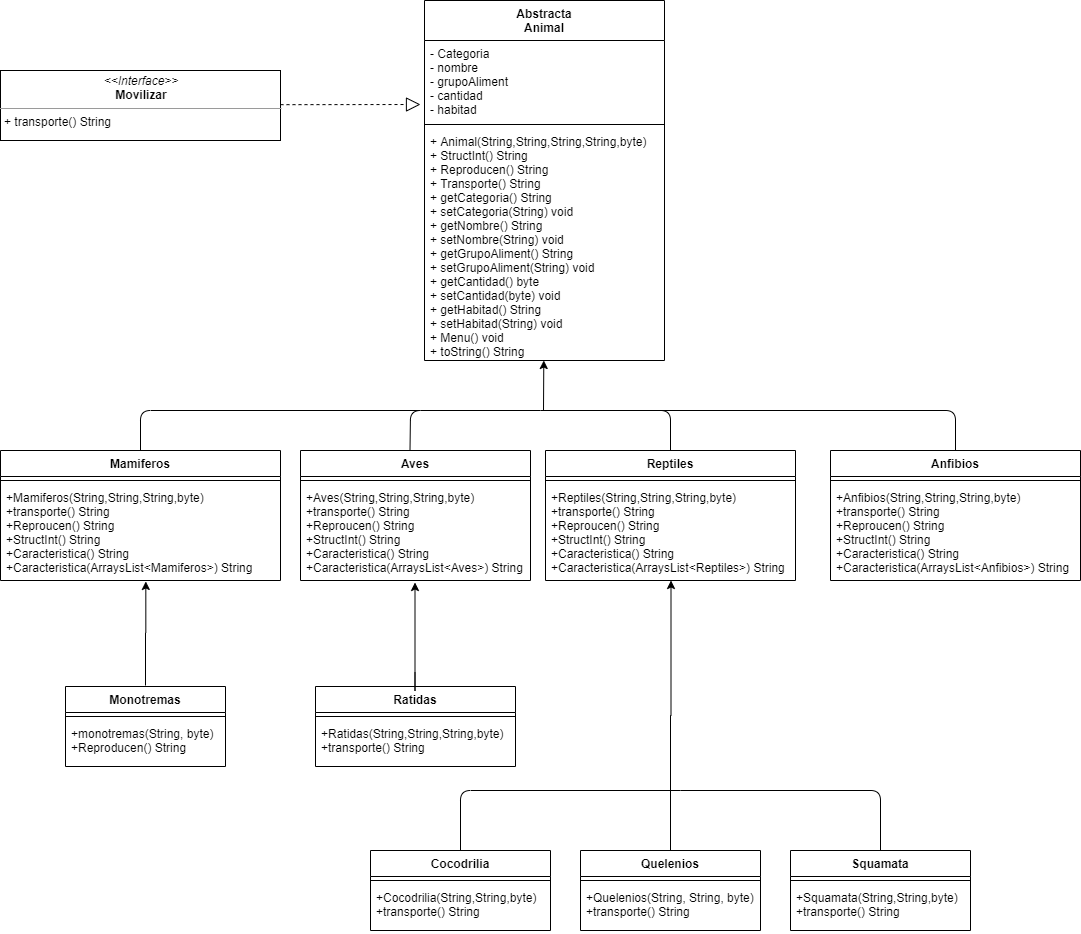 Abstracta
Animal
- Categoria
- nombre
- grupoAliment
- cantidad
- habitad
+ Animal(String,String,String,String,byte)
+ StructInt() String
+ Reproducen() String
+ Transporte() String
+ getCategoria() String
+ setCategoria(String) void
+ getNombre() String
+ setNombre(String) void
+ getGrupoAliment() String
+ setGrupoAliment(String) void
+ getCantidad() byte
+ setCantidad(byte) void
+ getHabitad() String
+ setHabitad(String) void
+ Menu() void
+ toString() String
<<Interface>>
Movilizar
+ transporte() String
Mamiferos
+Mamiferos(String,String,String,byte)
+transporte() String
+Reproucen() String
+StructInt() String
+Caracteristica() String
+Caracteristica(ArraysList<Mamiferos>) String
Aves
+Aves(String,String,String,byte)
+transporte() String
+Reproucen() String
+StructInt() String
+Caracteristica() String
+Caracteristica(ArraysList<Aves>) String
Reptiles
+Reptiles(String,String,String,byte)
+transporte() String
+Reproucen() String
+StructInt() String
+Caracteristica() String
+Caracteristica(ArraysList<Reptiles>) String
Anfibios
+Anfibios(String,String,String,byte)
+transporte() String
+Reproucen() String
+StructInt() String
+Caracteristica() String
+Caracteristica(ArraysList<Anfibios>) String
Monotremas
+monotremas(String, byte)
+Reproducen() String
Ratidas
+Ratidas(String,String,String,byte)
+transporte() String
Cocodrilia
+Cocodrilia(String,String,byte)
+transporte() String
Quelenios
+Quelenios(String, String, byte)
+transporte() String
Squamata
+Squamata(String,String,byte)
+transporte() String